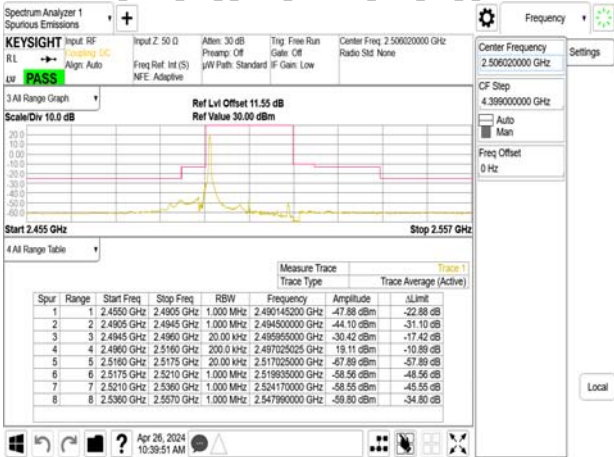 Spectrum Analyzer 1
Spurious Emissions
+
Frequency
KEYSIGHT
RL
PASS
Input: RF
Coupling: DC
Align: Auto
Input Z: 50 Ω
Freq Ref: Int (S)
NFE: Adaptive
Atten: 30 dB
Preamp: Off
µW Path: Standard
Trig: Free Run
Gate: Off
IF Gain: Low
Center Freq: 2.506020000 GHz
Radio Std: None
Center Frequency
2.506020000 GHz
Settings
CF Step
4.399000000 GHz
Auto
Man
Freq Offset
0 Hz
Local
3 All Range Graph
Scale/Div 10.0 dB
Ref Lvl Offset 11.55 dB
Ref Value 30.00 dBm
20.0
10.0
0.00
-10.0
-20.0
-30.0
-40.0
-50.0
-60.0
Start 2.455 GHz
Stop 2.557 GHz
4 All Range Table
Measure Trace Trace 1
Trace Type Trace Average (Active)
Spur Range Start Freq Stop Freq RBW Frequency Amplitude ΔLimit
1 1 2.4550 GHz 2.4905 GHz 1.000 MHz 2.490145200 GHz -47.88 dBm -22.88 dB
2 2 2.4905 GHz 2.4945 GHz 1.000 MHz 2.494500000 GHz -44.10 dBm -31.10 dB
3 3 2.4945 GHz 2.4960 GHz 20.00 kHz 2.495955000 GHz -30.42 dBm -17.42 dB
4 4 2.4960 GHz 2.5160 GHz 200.0 kHz 2.497025025 GHz 19.11 dBm -10.89 dB
5 5 2.5160 GHz 2.5175 GHz 20.00 kHz 2.517025000 GHz -67.89 dBm -57.89 dB
6 6 2.5175 GHz 2.5210 GHz 1.000 MHz 2.519935000 GHz -58.56 dBm -48.56 dB
7 7 2.5210 GHz 2.5360 GHz 1.000 MHz 2.524170000 GHz -58.55 dBm -45.55 dB
8 8 2.5360 GHz 2.5570 GHz 1.000 MHz 2.547990000 GHz -59.80 dBm -34.80 dB
?
Apr 26, 2024
10:39:51 AM